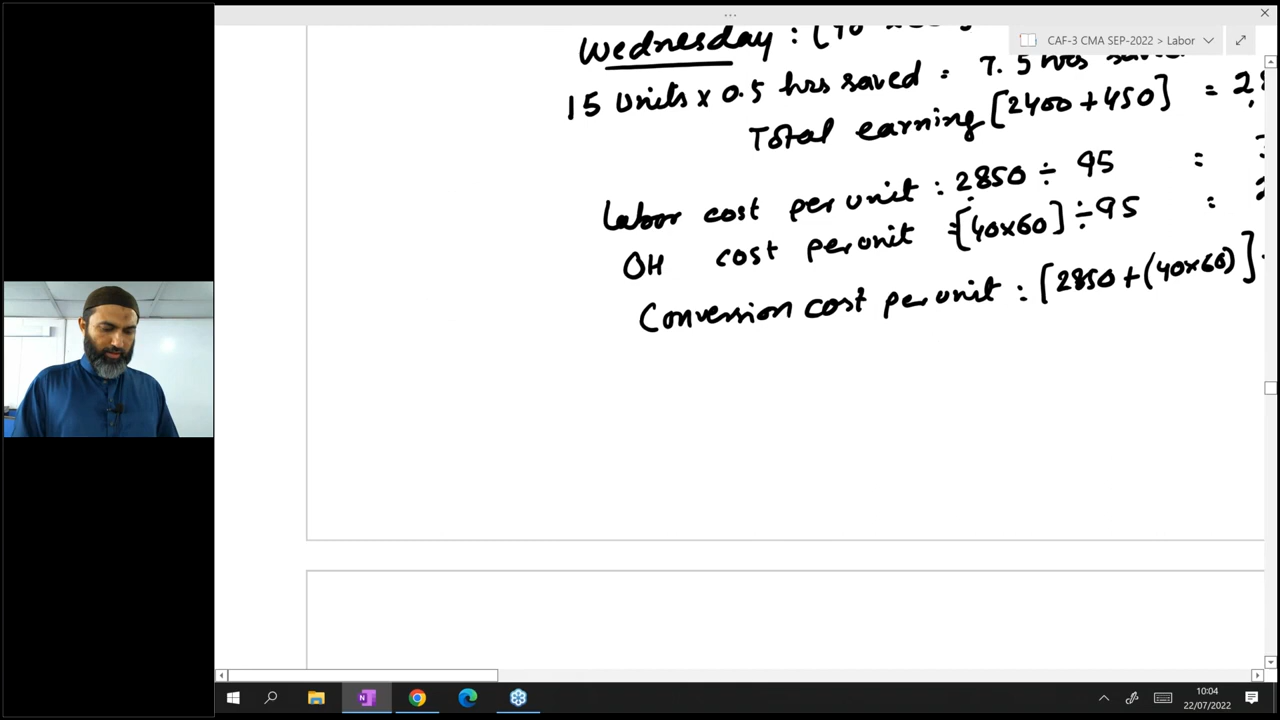 CAF-3 CMA SEP-2022 > Labor
Wednesday : [40
15 Units x 0.5 hrs saved = 7.5 hrs
Total earning [2400 + 450] =
Labor cost per unit : 2850 ÷ 95 =
OH cost per unit = [40x60] ÷ 95 =
Conversion cost per unit : [2850 + (40x60)]
10:04
22/07/2022